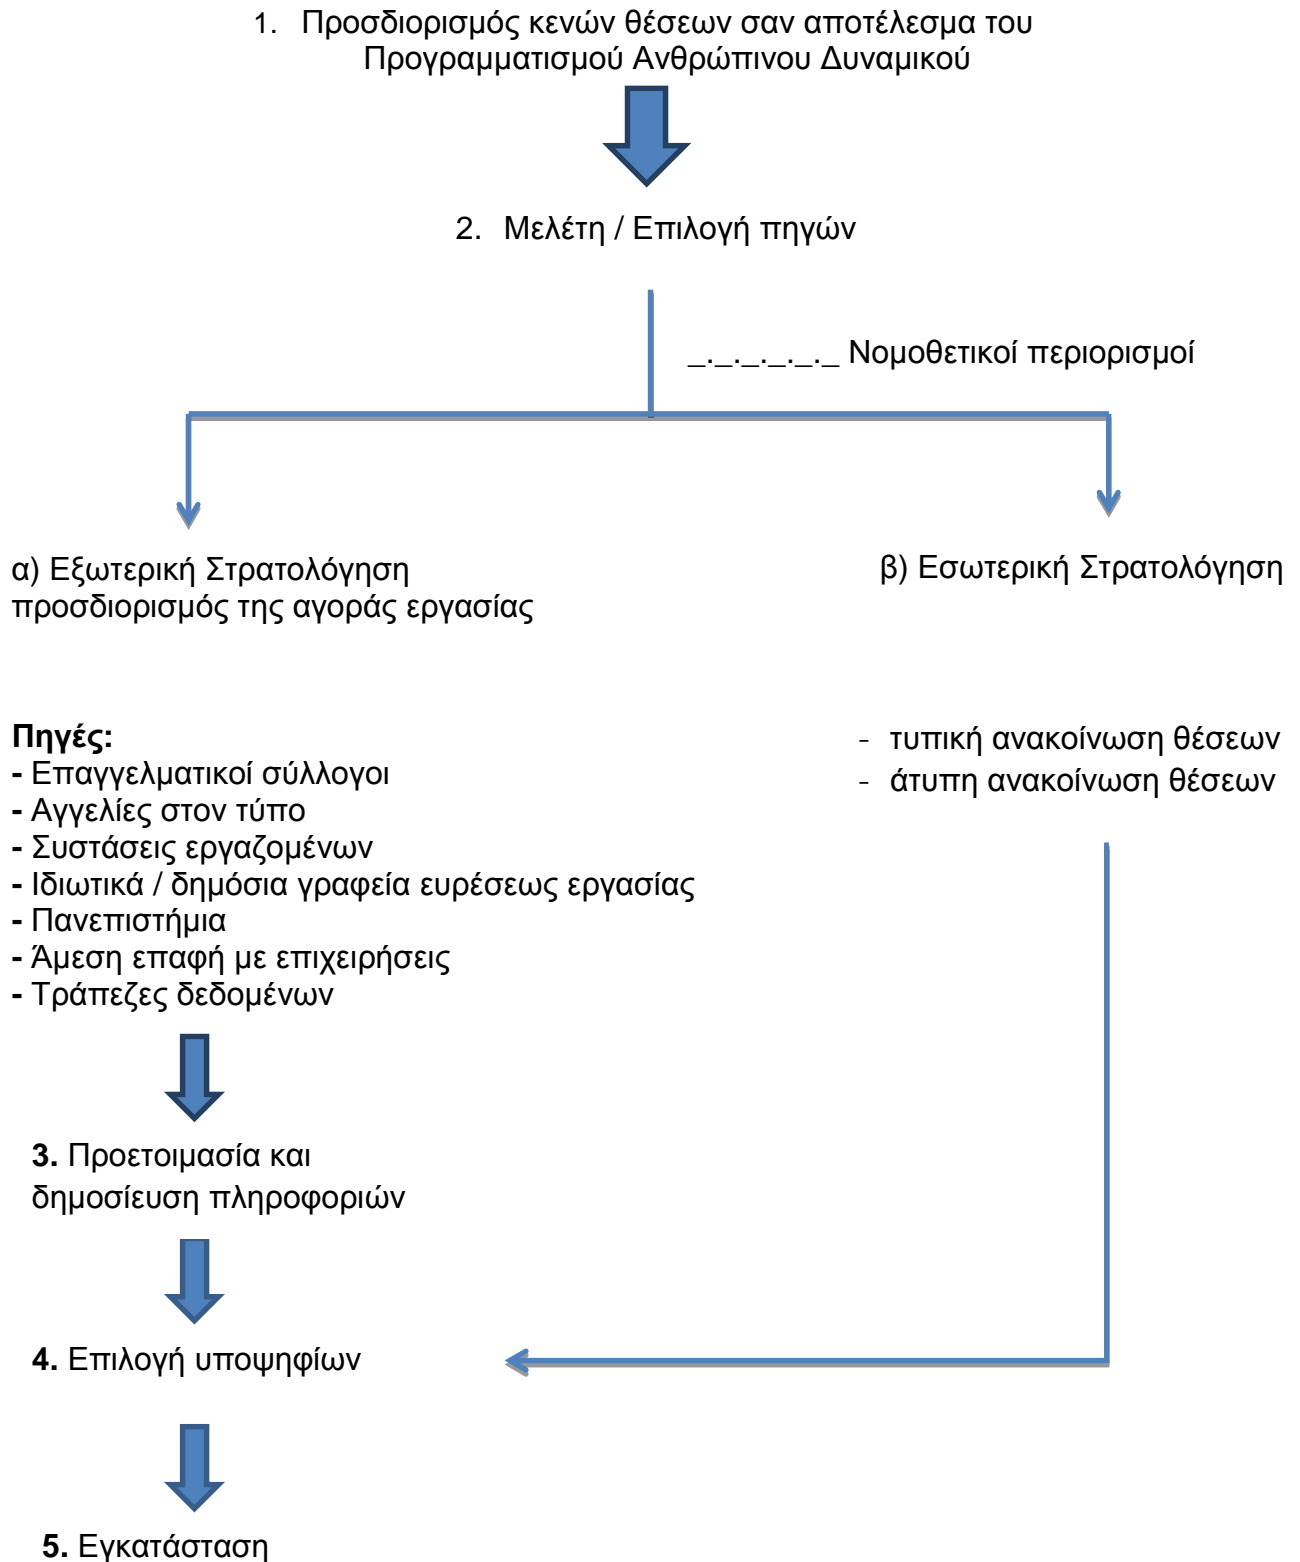 1. Προσδιορισμός κενών θέσεων σαν αποτέλεσμα του
Προγραμματισμού Ανθρώπινου Δυναμικού
2. Μελέτη / Επιλογή πηγών
_._._._._._ Νομοθετικοί περιορισμοί
α) Εξωτερική Στρατολόγηση
προσδιορισμός της αγοράς εργασίας
β) Εσωτερική Στρατολόγηση
Πηγές:
- Επαγγελματικοί σύλλογοι
- Αγγελίες στον τύπο
- Συστάσεις εργαζομένων
- Ιδιωτικά / δημόσια γραφεία ευρέσεως εργασίας
- Πανεπιστήμια
- Άμεση επαφή με επιχειρήσεις
- Τράπεζες δεδομένων
- τυπική ανακοίνωση θέσεων
- άτυπη ανακοίνωση θέσεων
3. Προετοιμασία και
δημοσίευση πληροφοριών
4. Επιλογή υποψηφίων
5. Εγκατάσταση